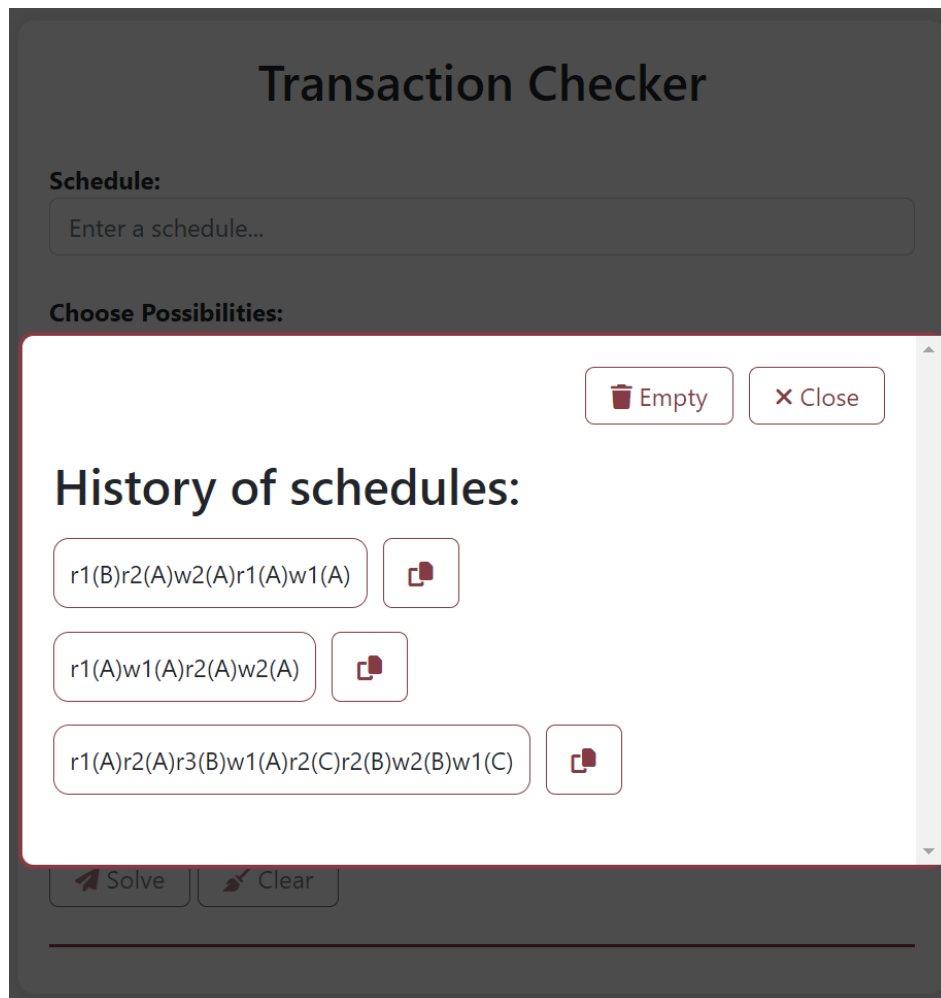 Transaction Checker
Schedule:
Enter a schedule...
Choose Possibilities:
Empty
Close
History of schedules:
r1(B)r2(A)w2(A)r1(A)w1(A)
r1(A)w1(A)r2(A)w2(A)
r1(A)r2(A)r3(B)w1(A)r2(C)r2(B)w2(B)w1(C)
Solve
Clear